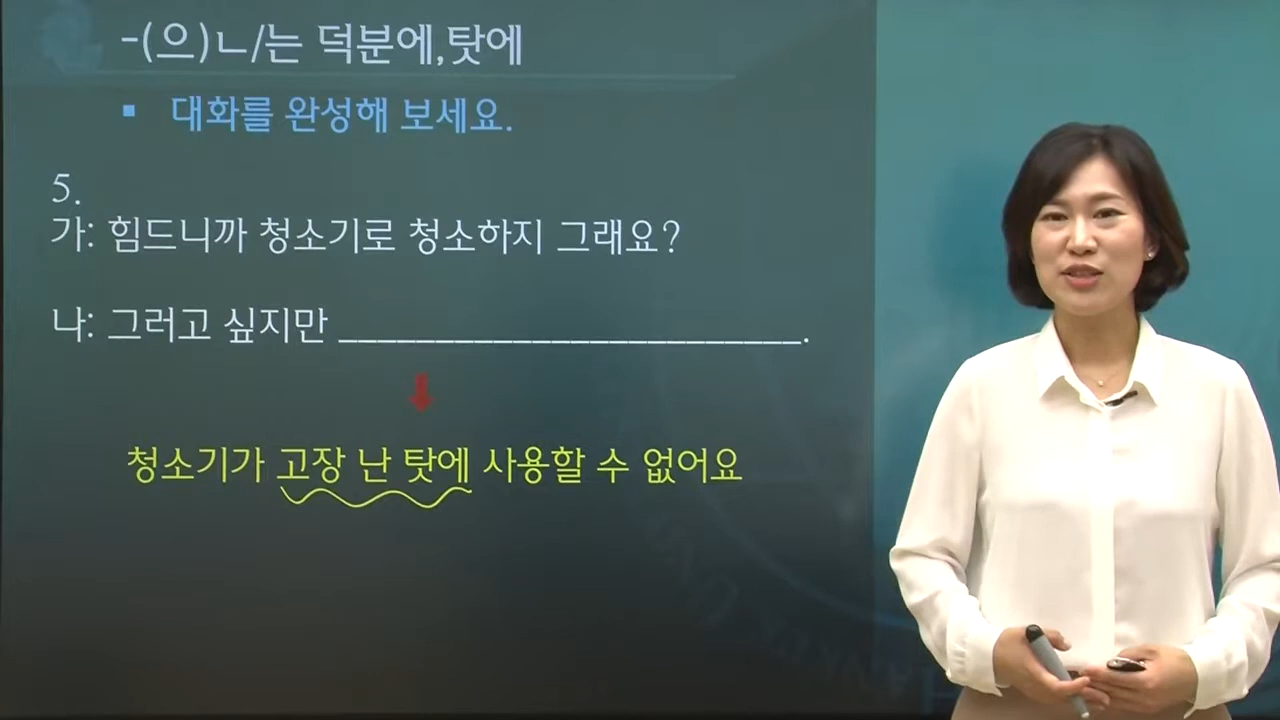 -(으)ㄴ/는 덕분에,탓에
▪ 대화를 완성해 보세요.
5.
가: 힘드니까 청소기로 청소하지 그래요?
나: 그러고 싶지만 ________________________.
청소기가 고장 난 탓에 사용할 수 없어요